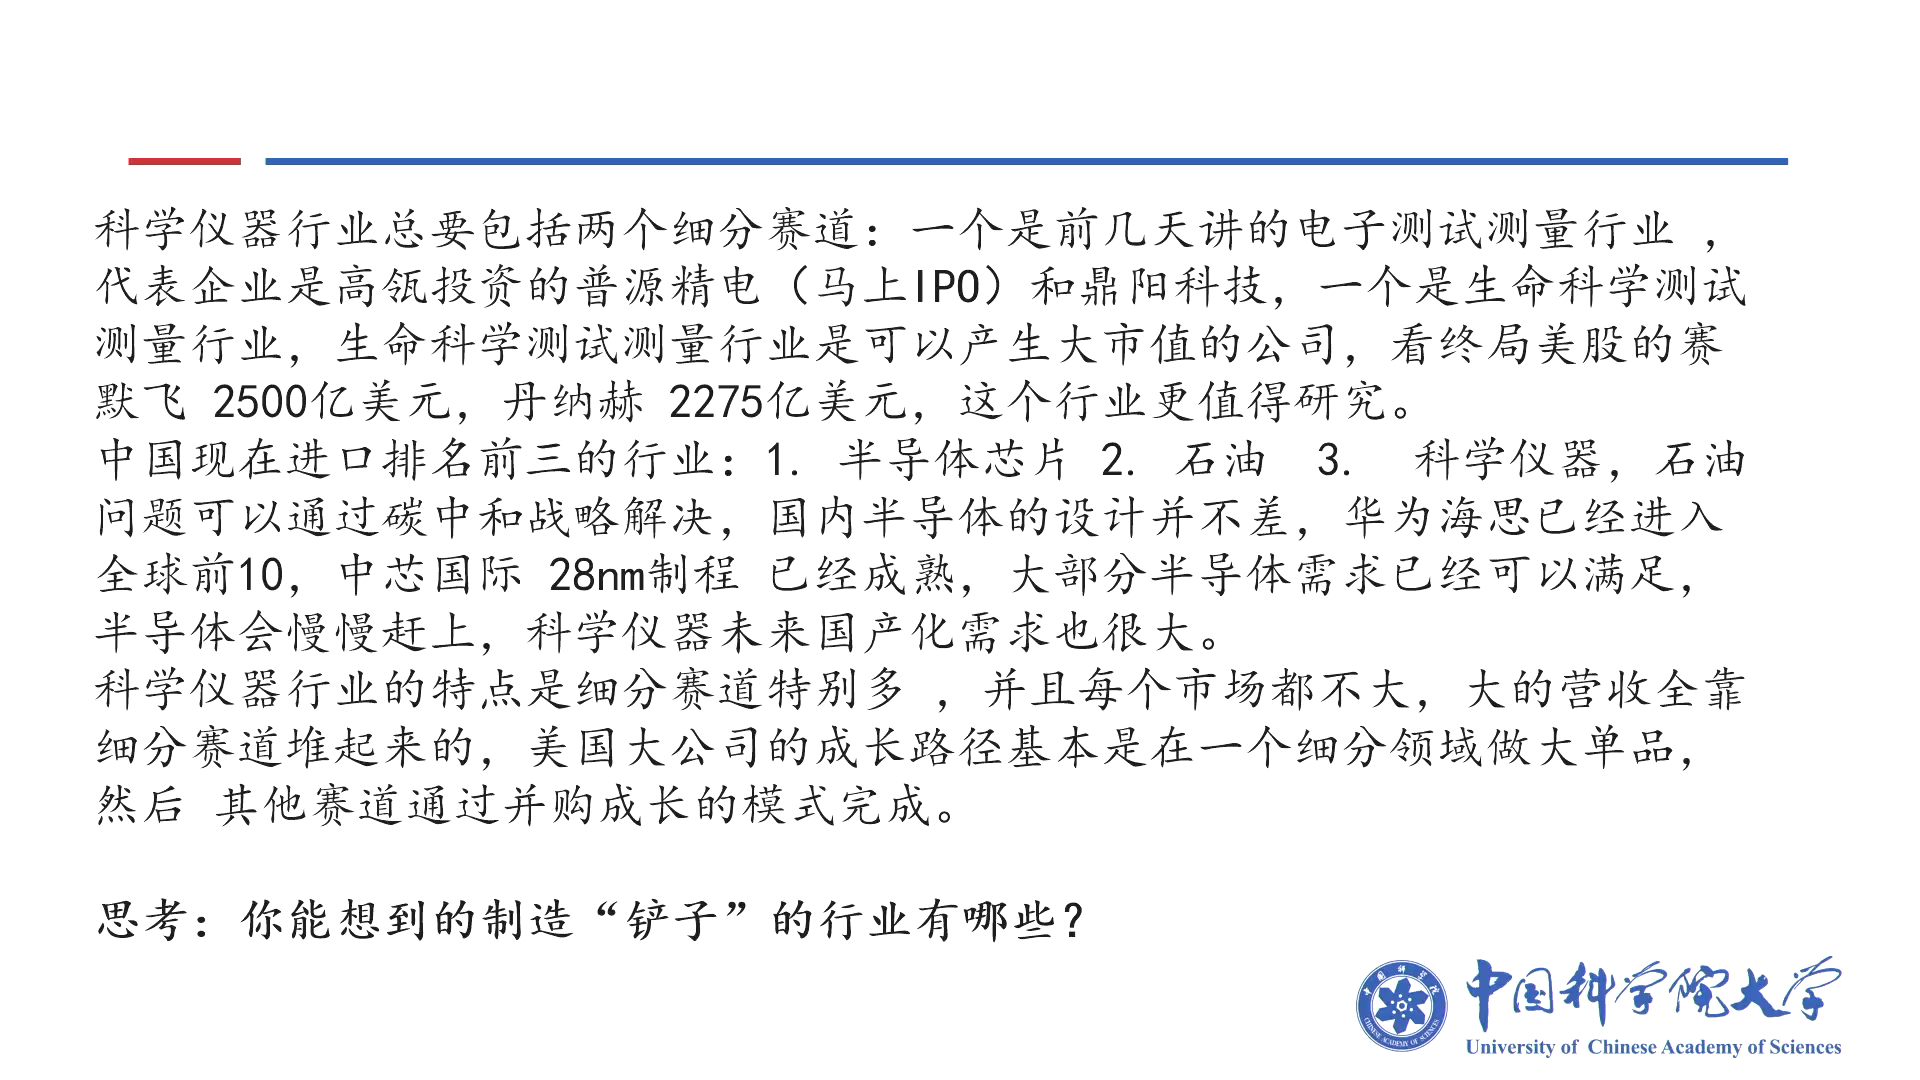 科学仪器行业总要包括两个细分赛道：一个是前几天讲的电子测试测量行业 ，
代表企业是高瓴投资的普源精电（马上IPO）和鼎阳科技，一个是生命科学测试
测量行业，生命科学测试测量行业是可以产生大市值的公司，看终局美股的赛
默飞 2500亿美元，丹纳赫 2275亿美元，这个行业更值得研究。
中国现在进口排名前三的行业：1. 半导体芯片 2. 石油 3. 科学仪器，石油
问题可以通过碳中和战略解决，国内半导体的设计并不差，华为海思已经进入
全球前10，中芯国际 28nm制程 已经成熟，大部分半导体需求已经可以满足，
半导体会慢慢赶上，科学仪器未来国产化需求也很大。
科学仪器行业的特点是细分赛道特别多 ，并且每个市场都不大，大的营收全靠
细分赛道堆起来的，美国大公司的成长路径基本是在一个细分领域做大单品，
然后 其他赛道通过并购成长的模式完成。
思考：你能想到的制造“铲子”的行业有哪些？
中国科学院
CHINESE ACADEMY OF SCIENCES
中国科学院大学
University of Chinese Academy of Sciences